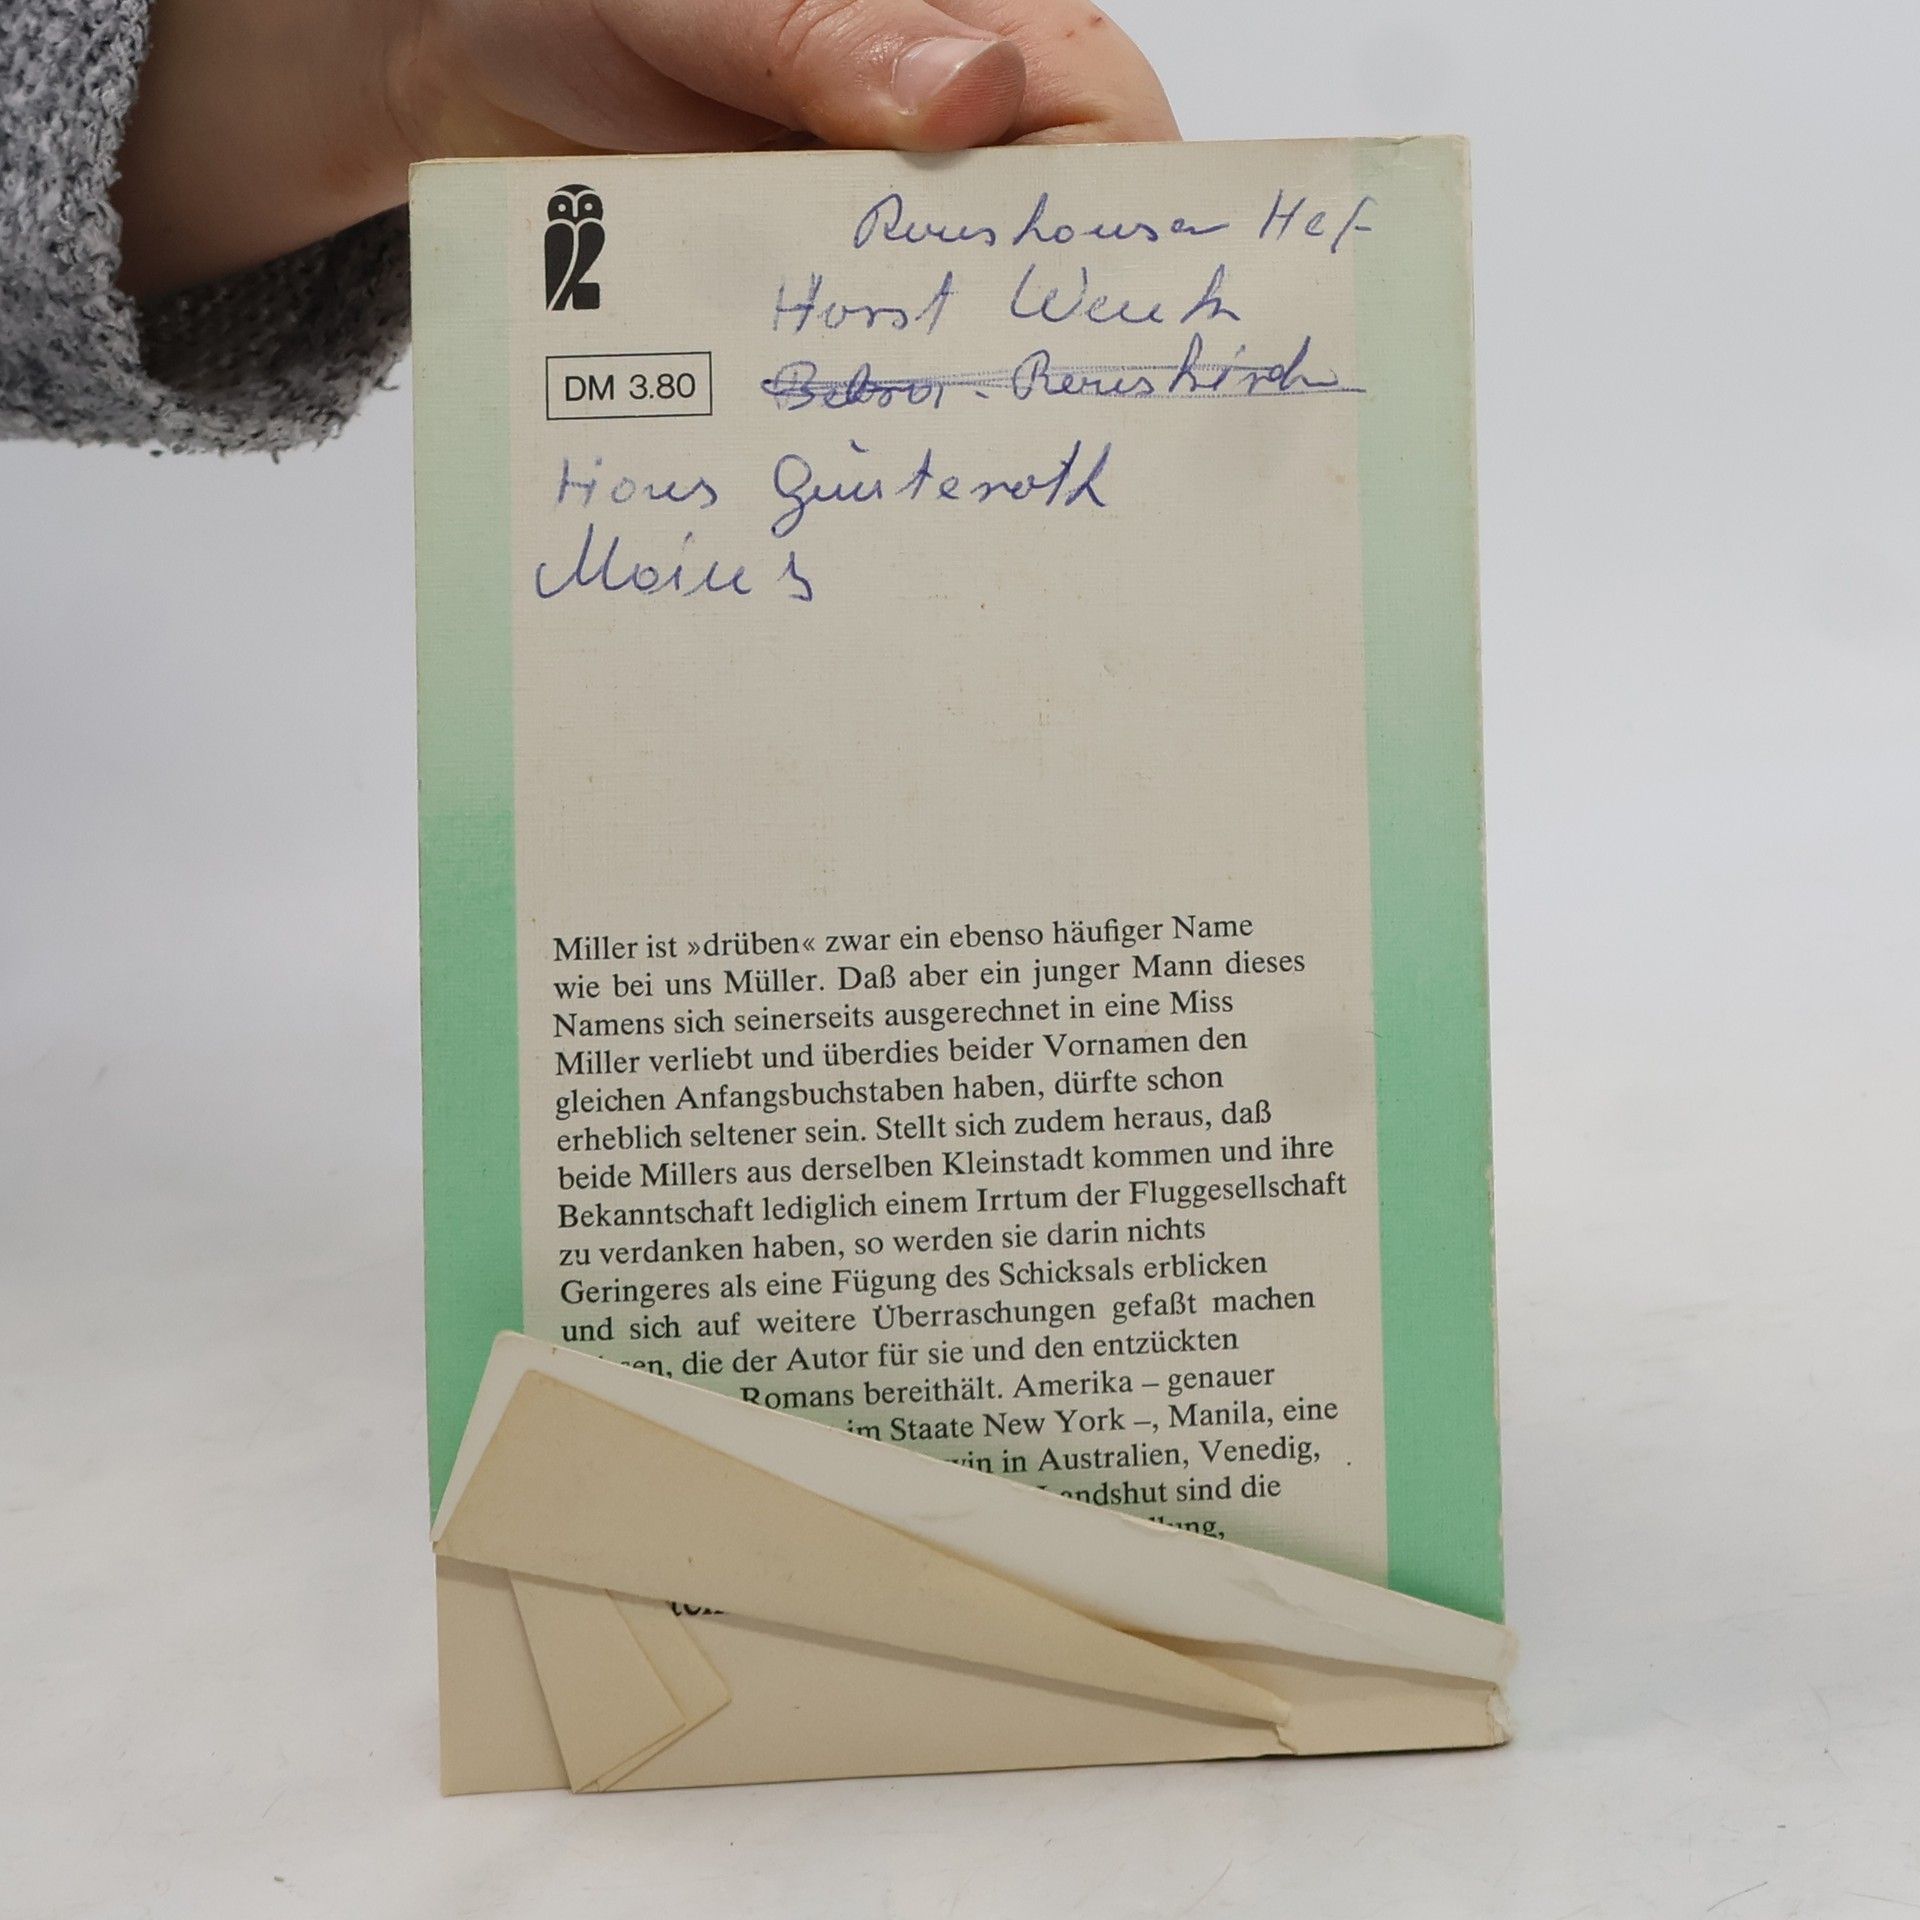 Horst Wenk
DM 3.80
Hans Günteroth
Mainz
Miller ist »drüben« zwar ein ebenso häufiger Name
wie bei uns Müller. Daß aber ein junger Mann dieses
Namens sich seinerseits ausgerechnet in eine Miss
Miller verliebt und überdies beider Vornamen den
gleichen Anfangsbuchstaben haben, dürfte schon
erheblich seltener sein. Stellt sich zudem heraus, daß
beide Millers aus derselben Kleinstadt kommen und ihre
Bekanntschaft lediglich einem Irrtum der Fluggesellschaft
zu verdanken haben, so werden sie darin nichts
Geringeres als eine Fügung des Schicksals erblicken
und sich auf weitere Überraschungen gefaßt machen
die der Autor für sie und den entzückten
Romans bereithält. Amerika – genauer
im Staate New York –, Manila, eine
in Australien, Venedig,
Landshut sind die